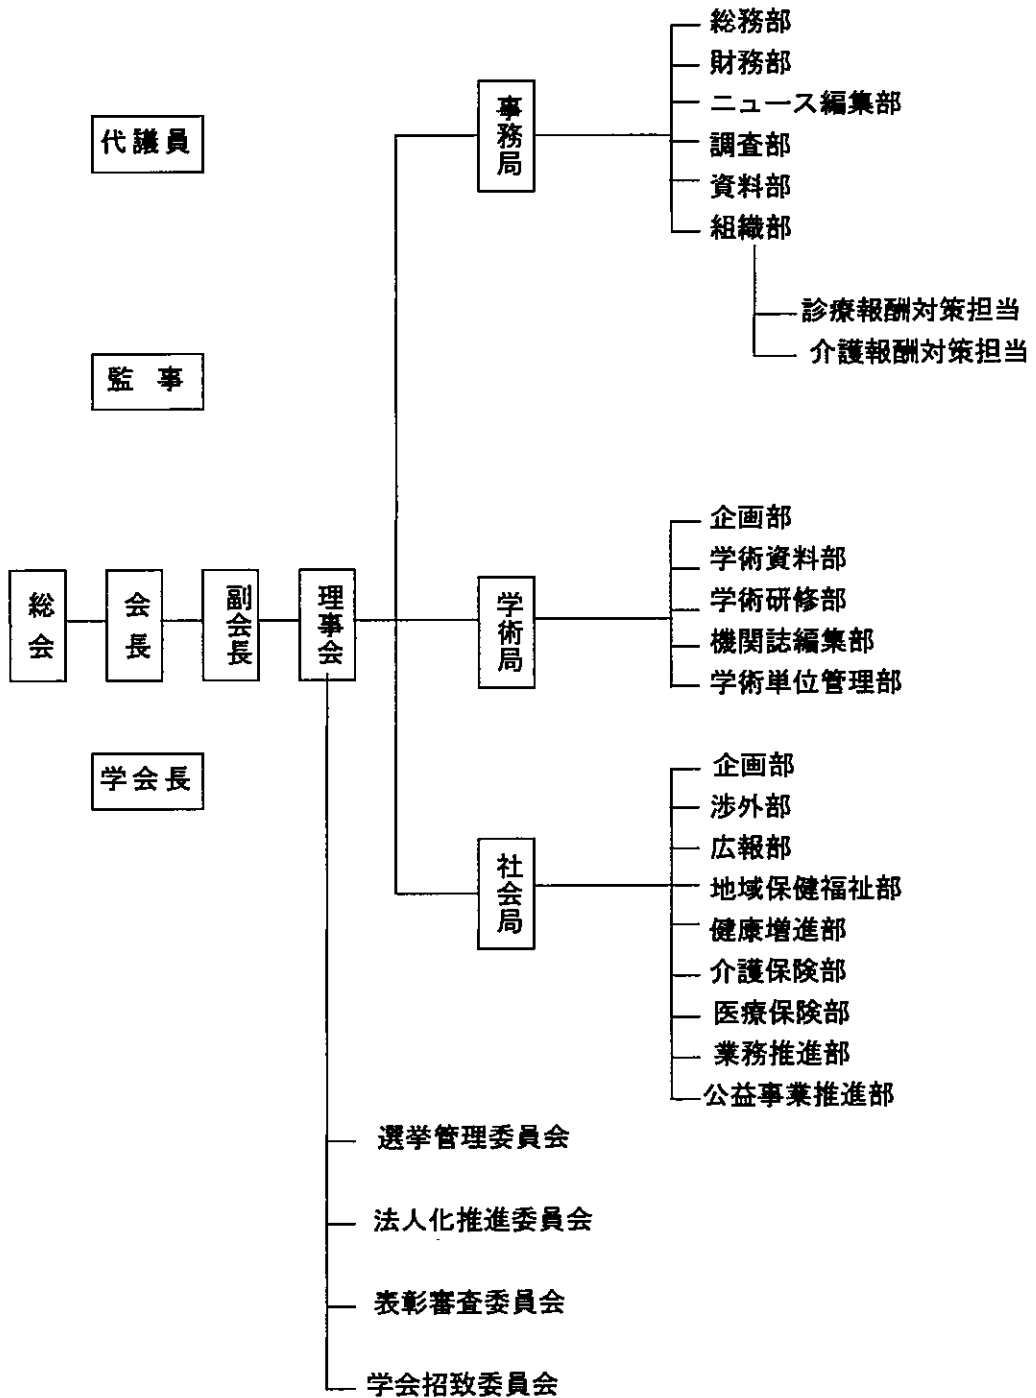 総務部
財務部
ニュース編集部
調査部
資料部
組織部
診療報酬対策担当
介護報酬対策担当
事務局
代議員
監事
企画部
学術資料部
学術研修部
機関誌編集部
学術単位管理部
総会
会長
副会長
理事会
学術局
学会長
企画部
渉外部
広報部
地域保健福祉部
健康増進部
介護保険部
医療保険部
業務推進部
公益事業推進部
社会局
選挙管理委員会
法人化推進委員会
表彰審査委員会
学会招致委員会